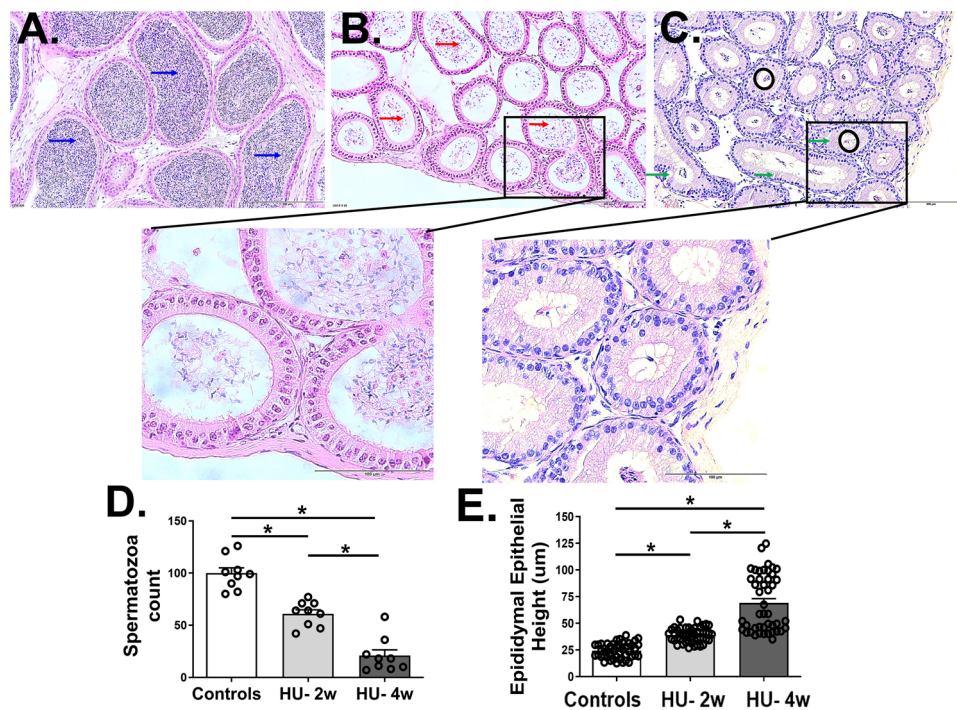 A.
B.
C.
100 µm
100 µm
D.
Spermatozoa
count
150
100
50
0
*
*
*
Controls
HU- 2w
HU- 4w
E.
Epididymal Epithelial
Height (um)
150
125
100
75
50
25
0
*
*
*
Controls
HU- 2w
HU- 4w